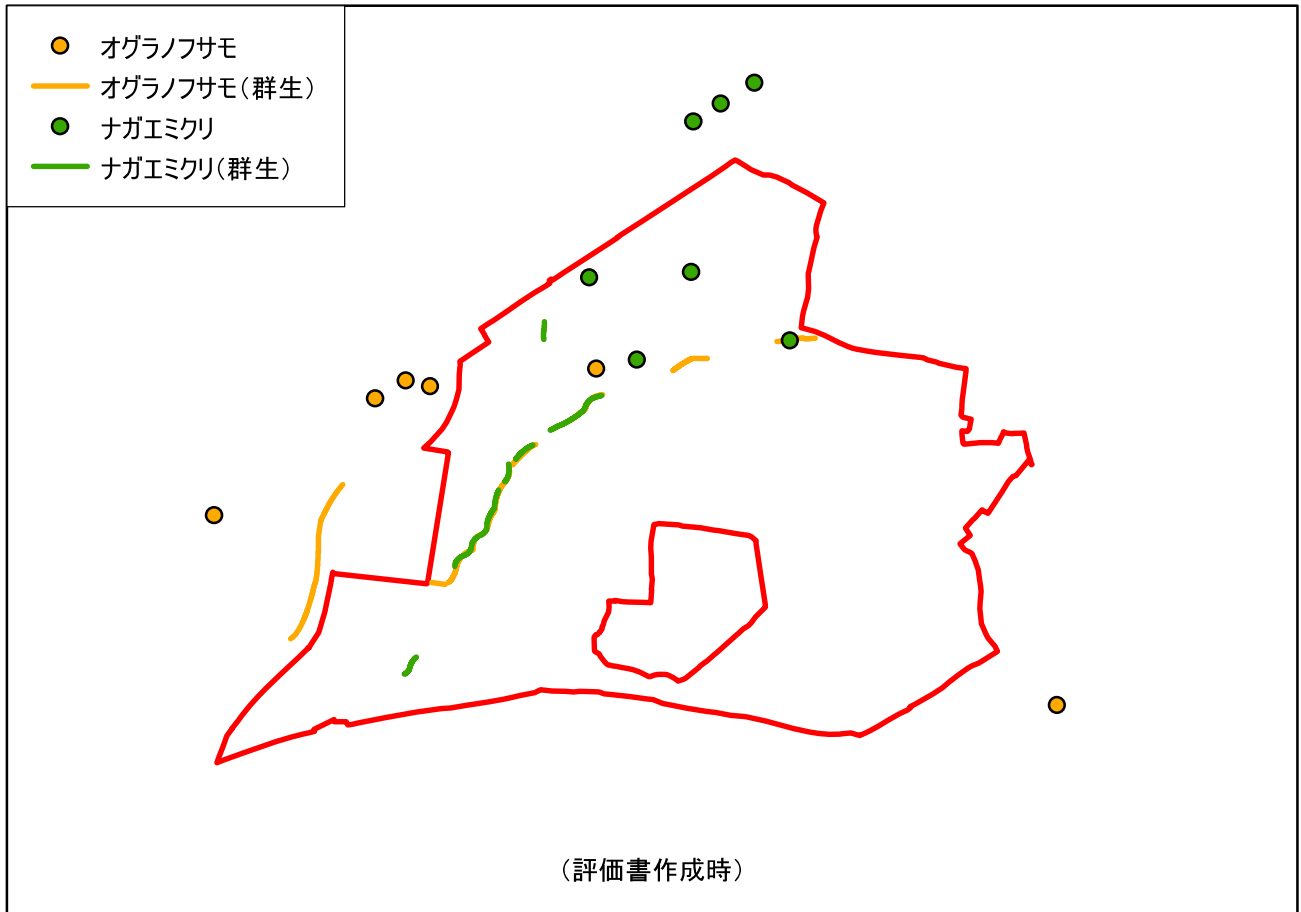 オグラノフサモ
オグラノフサモ（群生）
ナガエミクリ
ナガエミクリ（群生）
（評価書作成時）